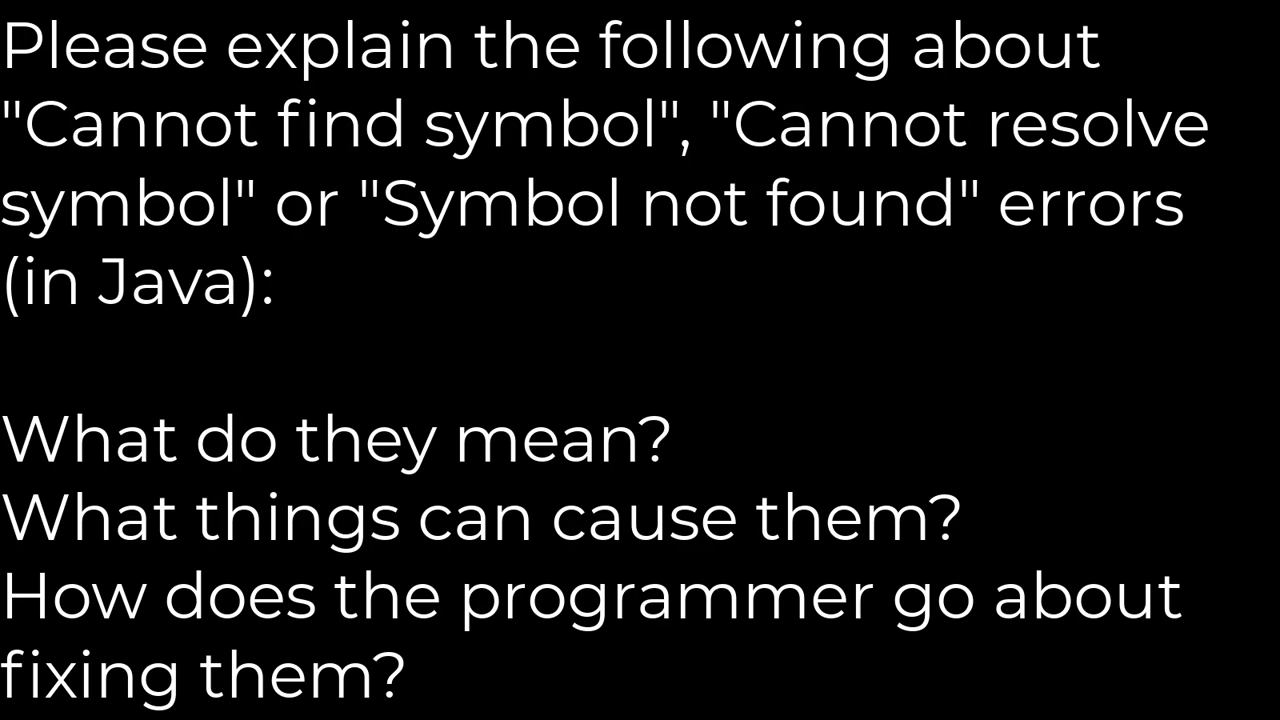 Please explain the following about
"Cannot find symbol", "Cannot resolve
symbol" or "Symbol not found" errors
(in Java):
What do they mean?
What things can cause them?
How does the programmer go about
fixing them?